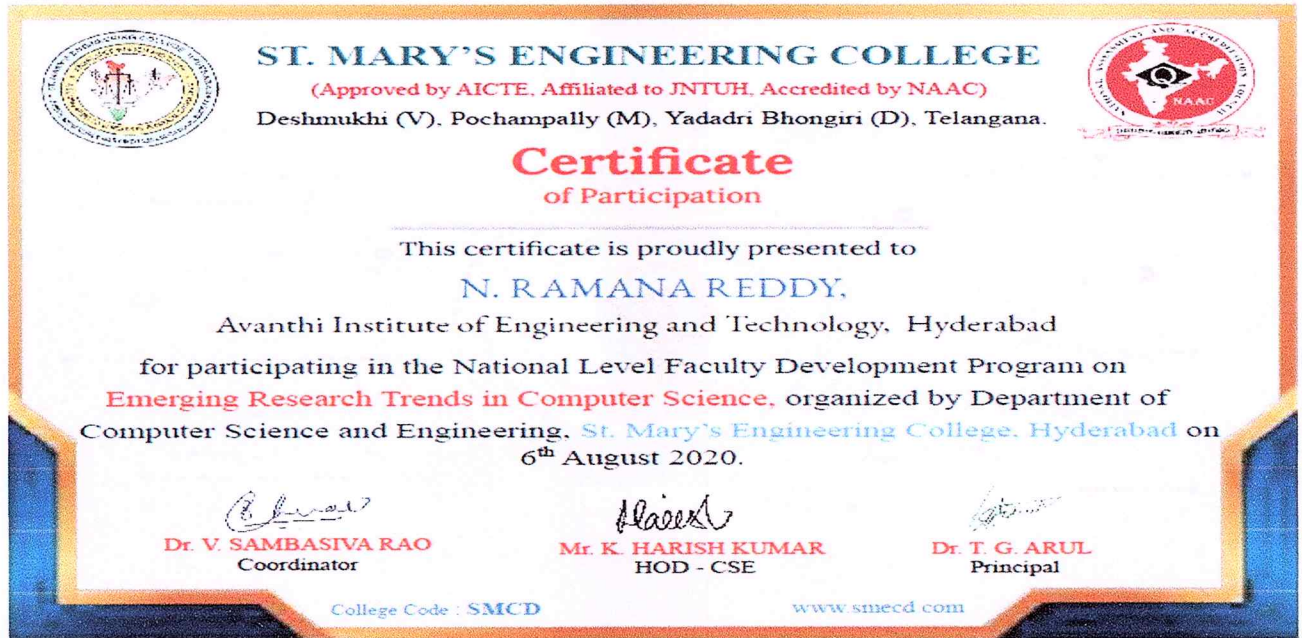 ST. MARY'S ENGINEERING COLLEGE
(Approved by AICTE, Affiliated to JNTUH, Accredited by NAAC)
Deshmukhi (V), Pochampally (M), Yadadri Bhongiri (D), Telangana.
NAAC
Certificate
of Participation
This certificate is proudly presented to
N. RAMANA REDDY,
Avanthi Institute of Engineering and Technology, Hyderabad
for participating in the National Level Faculty Development Program on
Emerging Research Trends in Computer Science, organized by Department of
Computer Science and Engineering, St. Mary's Engineering College, Hyderabad on
6th August 2020.
Dr. V. SAMBASIVA RAO
Coordinator
Mr. K. HARISH KUMAR
HOD - CSE
Dr. T. G. ARUL
Principal
College Code : SMCD
www.smecd.com